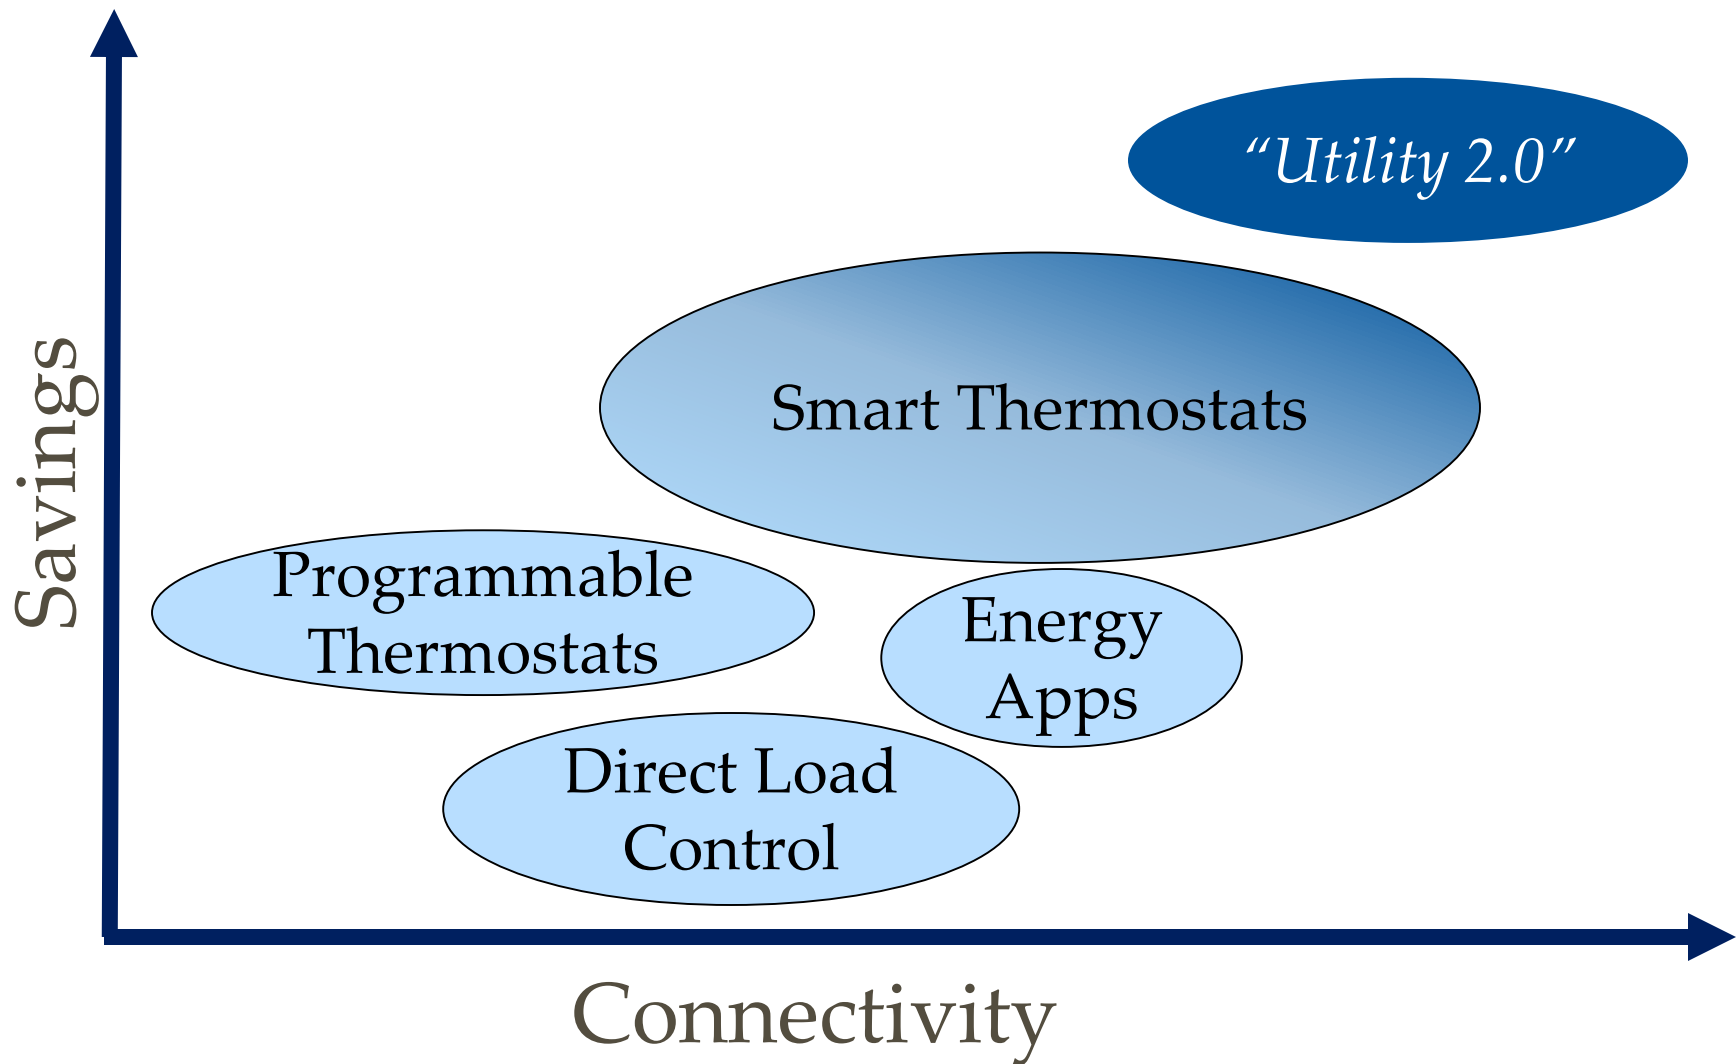 “Utility 2.0”
Smart Thermostats
Programmable
Thermostats
Energy
Apps
Direct Load
Control
Savings
Connectivity